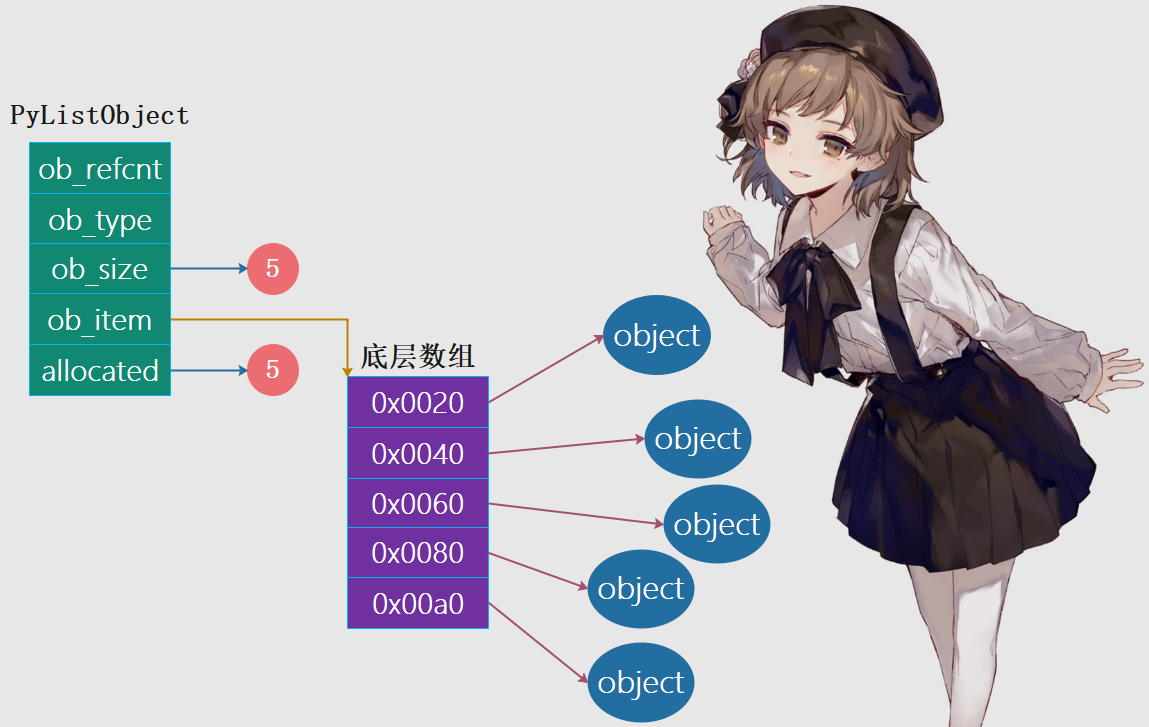 PyListObject
ob_refcnt
ob_type
ob_size
5
ob_item
allocated
5
底层数组
0x0020
0x0040
0x0060
0x0080
0x00a0
object
object
object
object
object